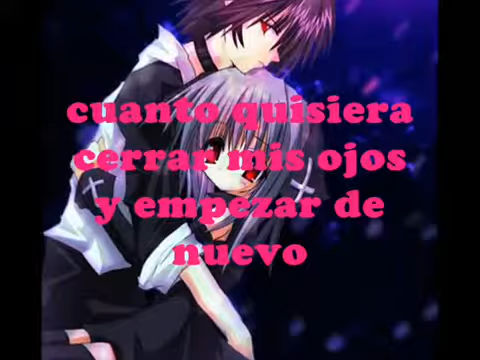 cuanto quisiera
cerrar mis ojos
y empezar de
nuevo